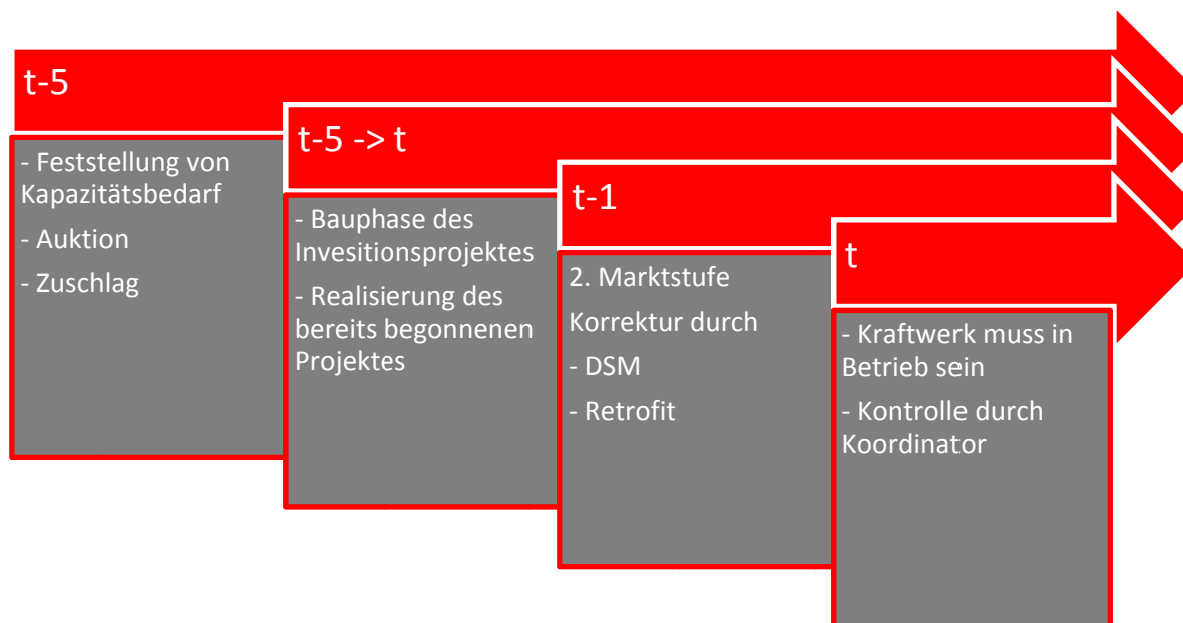 t-5
- Feststellung von
Kapazitätsbedarf
- Auktion
- Zuschlag
t-5 -> t
- Bauphase des
Invesitionsprojektes
- Realisierung des
bereits begonnenen
Projektes
t-1
2. Marktstufe
Korrektur durch
- DSM
- Retrofit
t
- Kraftwerk muss in
Betrieb sein
- Kontrolle durch
Koordinator